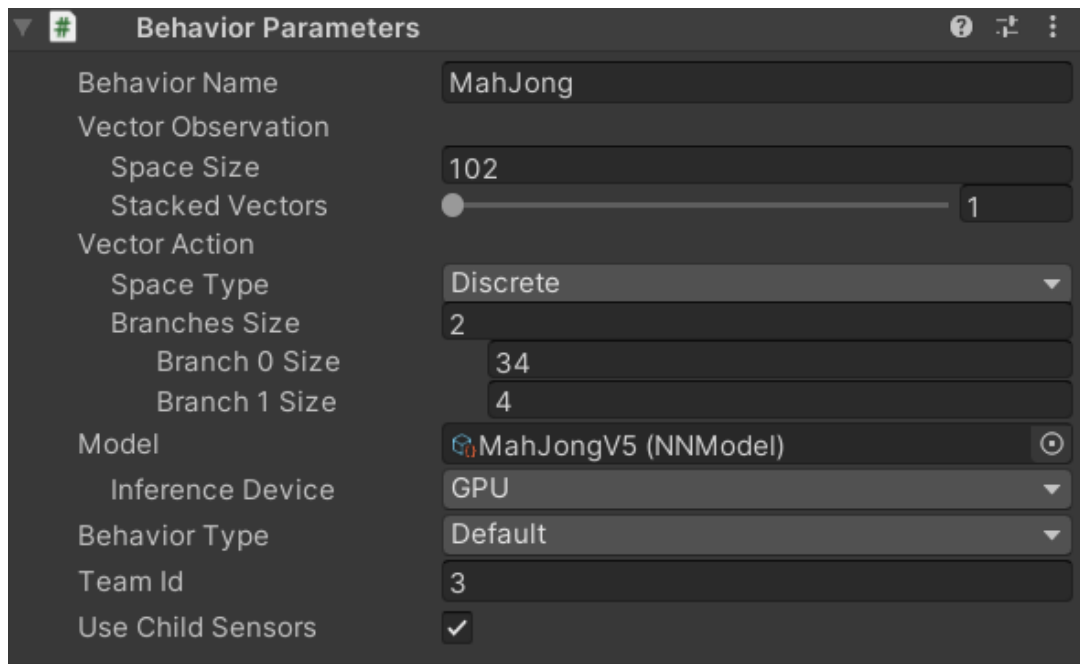 # Behavior Parameters
Behavior Name MahJong
Vector Observation
Space Size 102
Stacked Vectors 1
Vector Action
Space Type Discrete
Branches Size 2
Branch 0 Size 34
Branch 1 Size 4
Model MahJongV5 (NNModel)
Inference Device GPU
Behavior Type Default
Team Id 3
Use Child Sensors